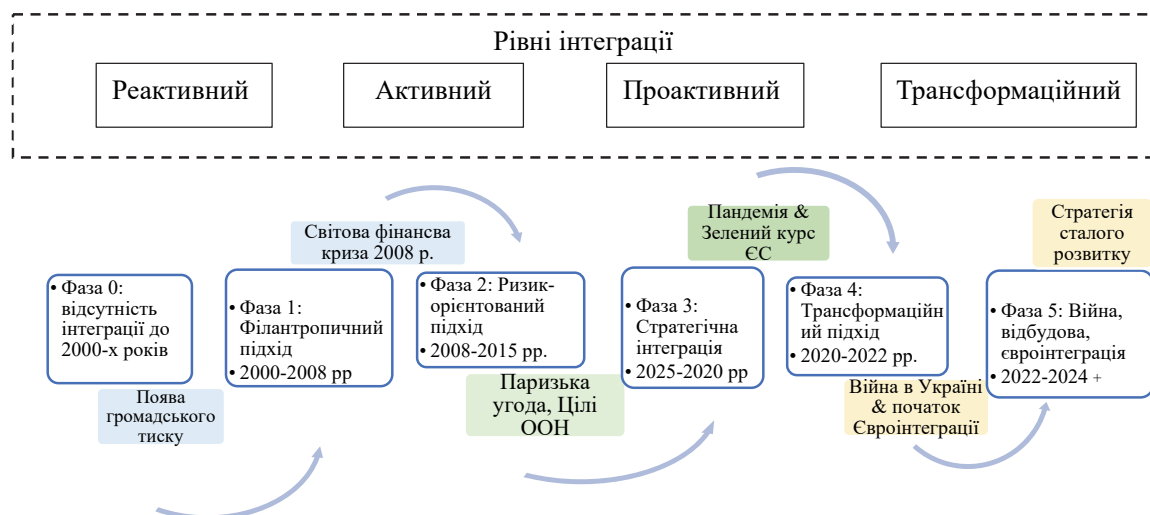 Рівні інтеграції
Реактивний
Активний
Проактивний
Трансформаційний
Світова фінансва
криза 2008 р.
Пандемія &
Зелений курс
ЄС
Стратегія
сталого
розвитку
• Фаза 0:
відсутність
інтеграції до
2000-х років
• Фаза 1:
Філантропичний
підхід
• 2000-2008 рр
• Фаза 2: Ризик-
орієнтований
підхід
• 2008-2015 рр.
• Фаза 3:
Стратегічна
інтеграція
• 2025-2020 рр
• Фаза 4:
Трансформаційн
ий підхід
• 2020-2022 рр.
• Фаза 5: Війна,
відбудова,
євроінтеграція
• 2022-2024 +
Поява
громадського
тиску
Паризька
угода, Цілі
ООН
Війна в Україні
& початок
Євроінтеграції